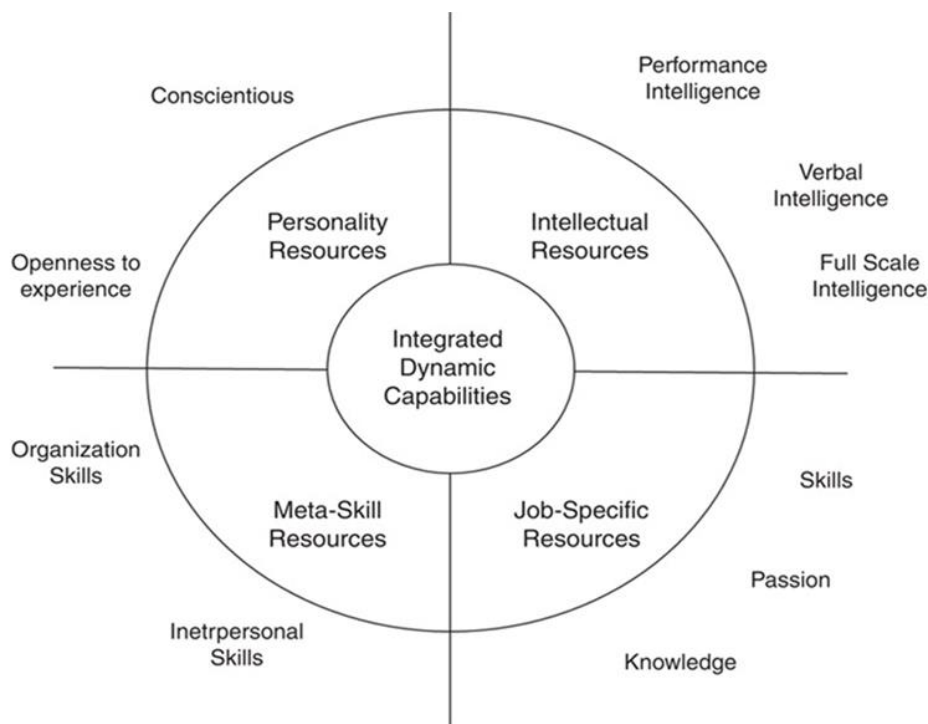 Performance
Intelligence
Conscientious
Verbal
Intelligence
Personality
Resources
Intellectual
Resources
Openness to
experience
Full Scale
Intelligence
Integrated
Dynamic
Capabilities
Organization
Skills
Skills
Meta-Skill
Resources
Job-Specific
Resources
Passion
Inetrpersonal
Skills
Knowledge